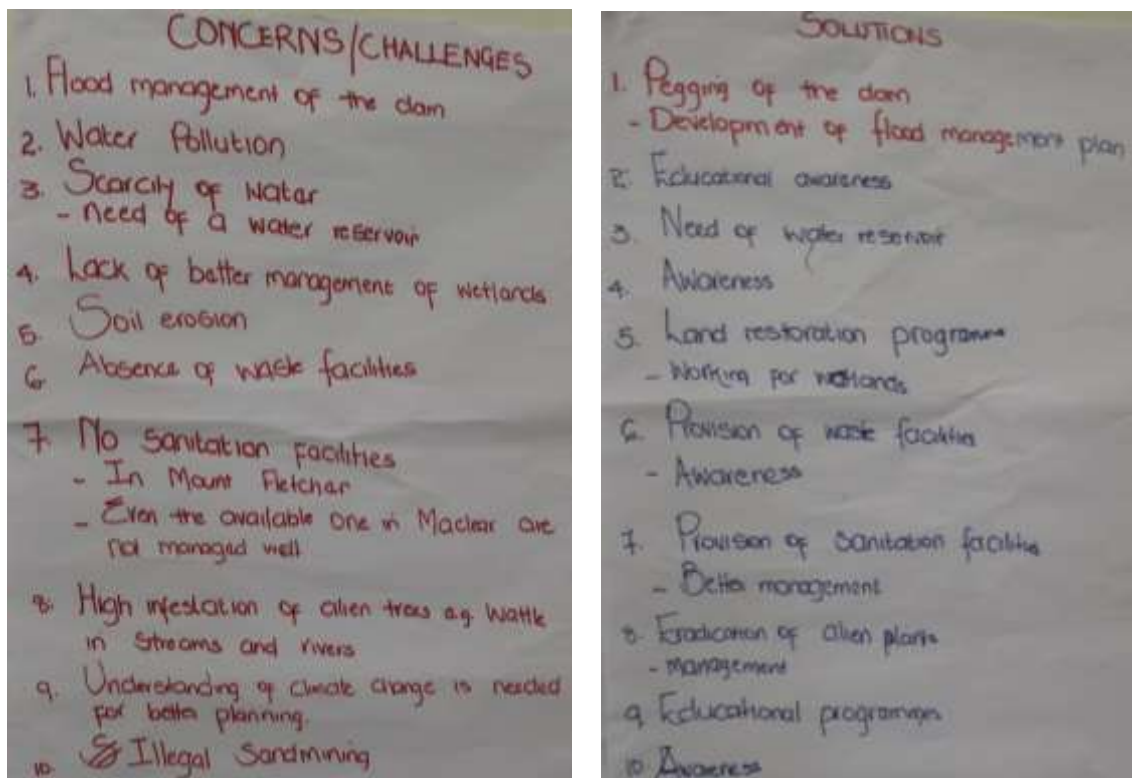 CONCERNS/CHALLENGES
1. Flood management of the dam
2. Water Pollution
3. Scarcity of Water
- need of a water reservoir
4. Lack of better management of wetlands
5. Soil erosion
6. Absence of waste facilities
7. No Sanitation facilities
- In Mount Fletchar
- Even the available one in Maclear are
not managed well
8. High infestation of alien trees e.g. Wattle
in Streams and rivers
9. Understanding of climate change is needed
for better planning.
10. Illegal Sandmining
SOLUTIONS
1. Pegging of the dam
- Development of flood management plan
2. Educational awareness
3. Need of water reservoir
4. Awareness
5. Land restoration programme
- Working for wetlands
6. Provision of waste facilities
- Awareness
7. Provision of Sanitation facilities
- Better management
8. Eradication of alien plants
- management
9 Educational programmes
10 Awareness